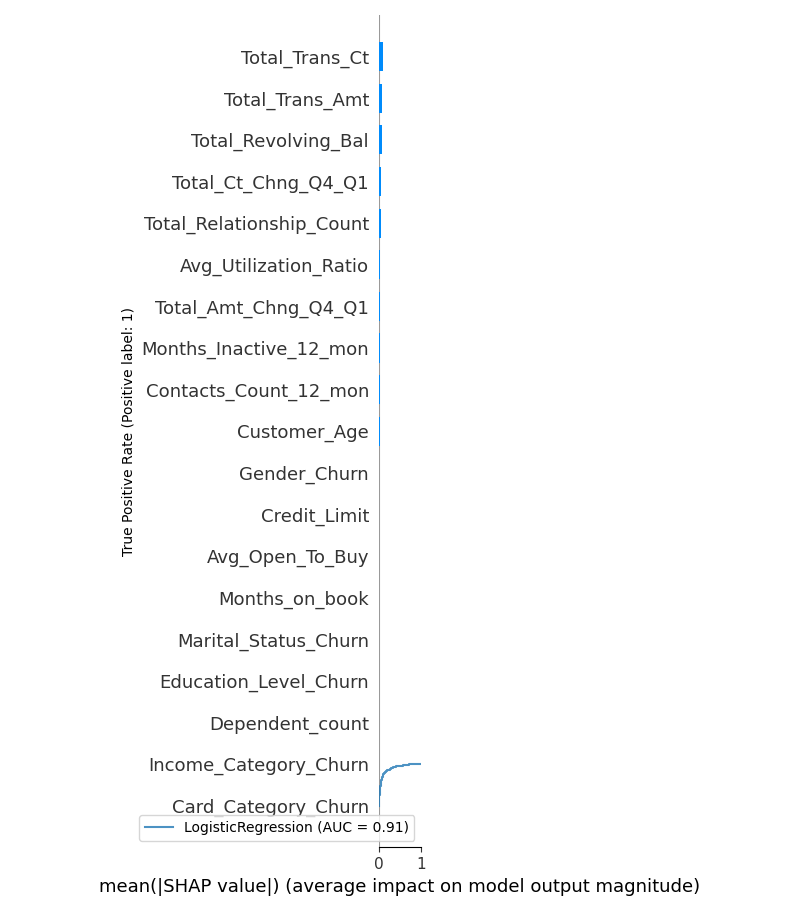 Total_Trans_Ct
Total_Trans_Amt
Total_Revolving_Bal
Total_Ct_Chng_Q4_Q1
Total_Relationship_Count
Avg_Utilization_Ratio
Total_Amt_Chng_Q4_Q1
Months_Inactive_12_mon
Contacts_Count_12_mon
Customer_Age
Gender_Churn
Credit_Limit
Avg_Open_To_Buy
Months_on_book
Marital_Status_Churn
Education_Level_Churn
Dependent_count
Income_Category_Churn
Card_Category_Churn
True Positive Rate (Positive label: 1)
LogisticRegression (AUC = 0.91)
0 1
mean(|SHAP value|) (average impact on model output magnitude)